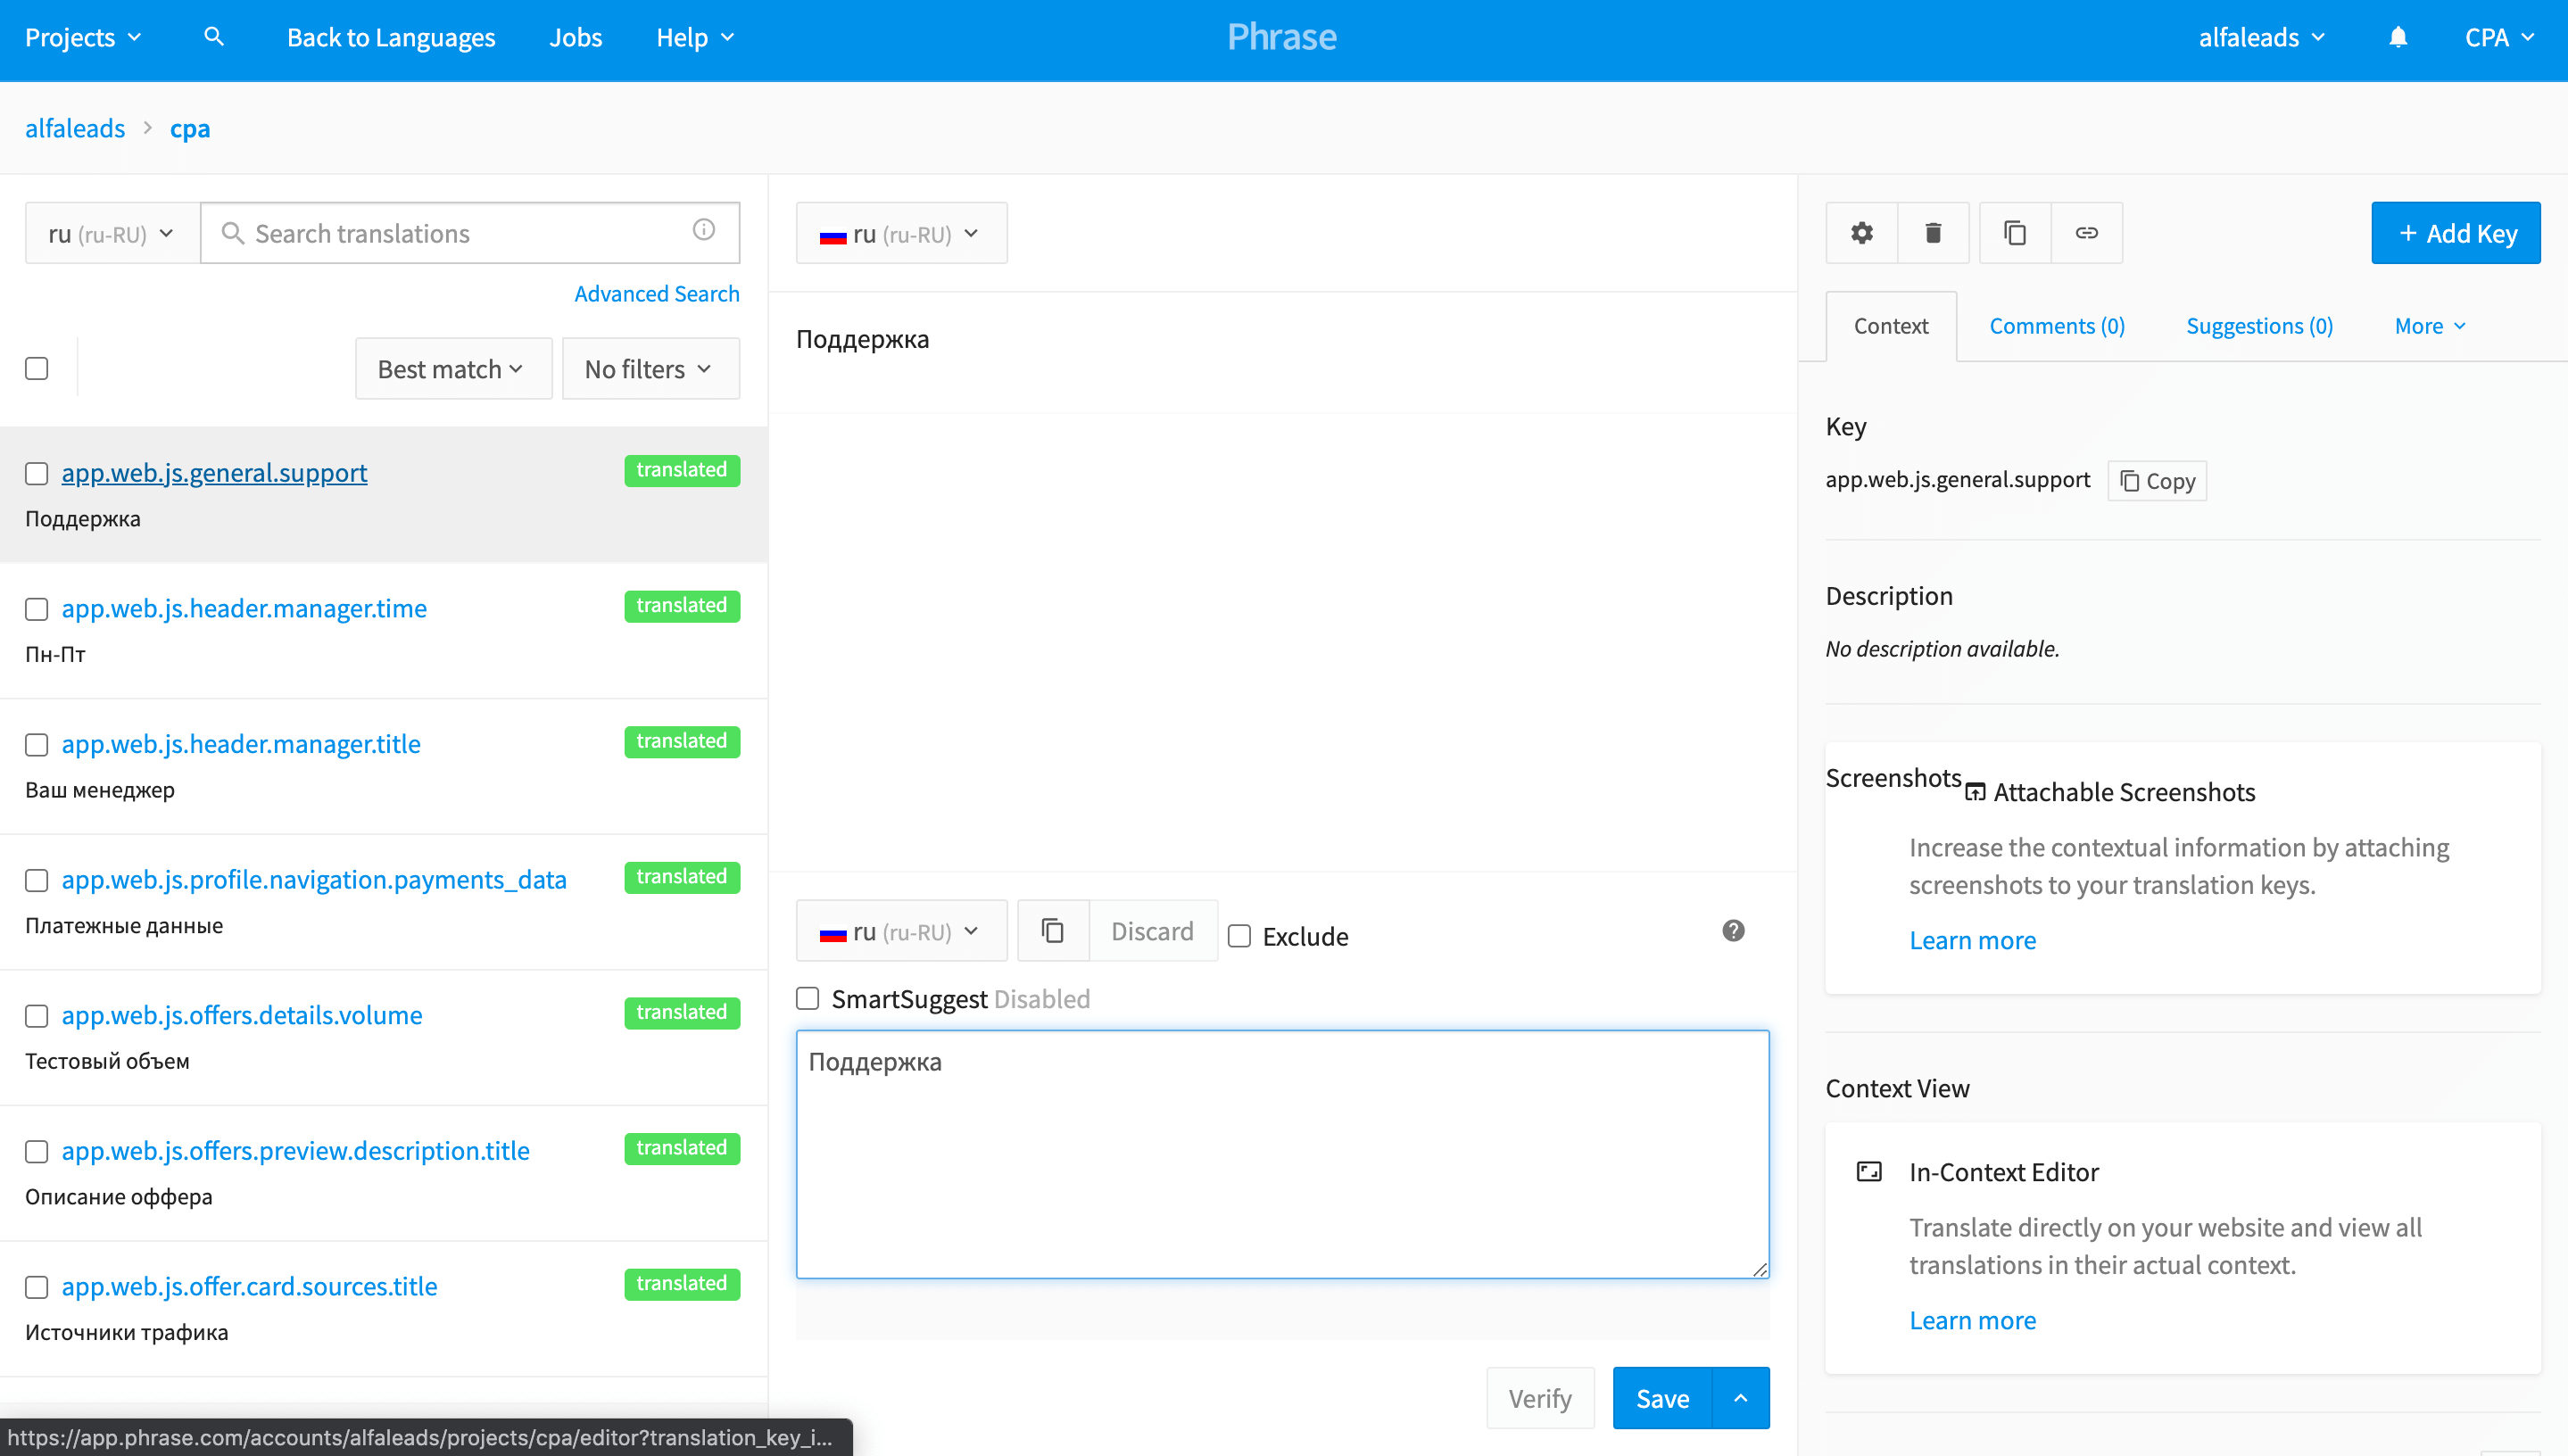 Projects
Back to Languages
Jobs
Help
Phrase
alfaleads
CPA
alfaleads > cpa
ru (ru-RU)
Search translations
Advanced Search
Best match
No filters
app.web.js.general.support
translated
Поддержка
app.web.js.header.manager.time
translated
Пн-Пт
app.web.js.header.manager.title
translated
Ваш менеджер
app.web.js.profile.navigation.payments_data
translated
Платежные данные
app.web.js.offers.details.volume
translated
Тестовый объем
app.web.js.offers.preview.description.title
translated
Описание оффера
app.web.js.offer.card.sources.title
translated
Источники трафика
https://app.phrase.com/accounts/alfaleads/projects/cpa/editor?translation_key_i...
ru (ru-RU)
Поддержка
ru (ru-RU)
Discard
Exclude
SmartSuggest Disabled
Поддержка
Verify
Save
+ Add Key
Context
Comments (0)
Suggestions (0)
More
Key
app.web.js.general.support
Copy
Description
No description available.
Screenshots
Attachable Screenshots
Increase the contextual information by attaching
screenshots to your translation keys.
Learn more
Context View
In-Context Editor
Translate directly on your website and view all
translations in their actual context.
Learn more